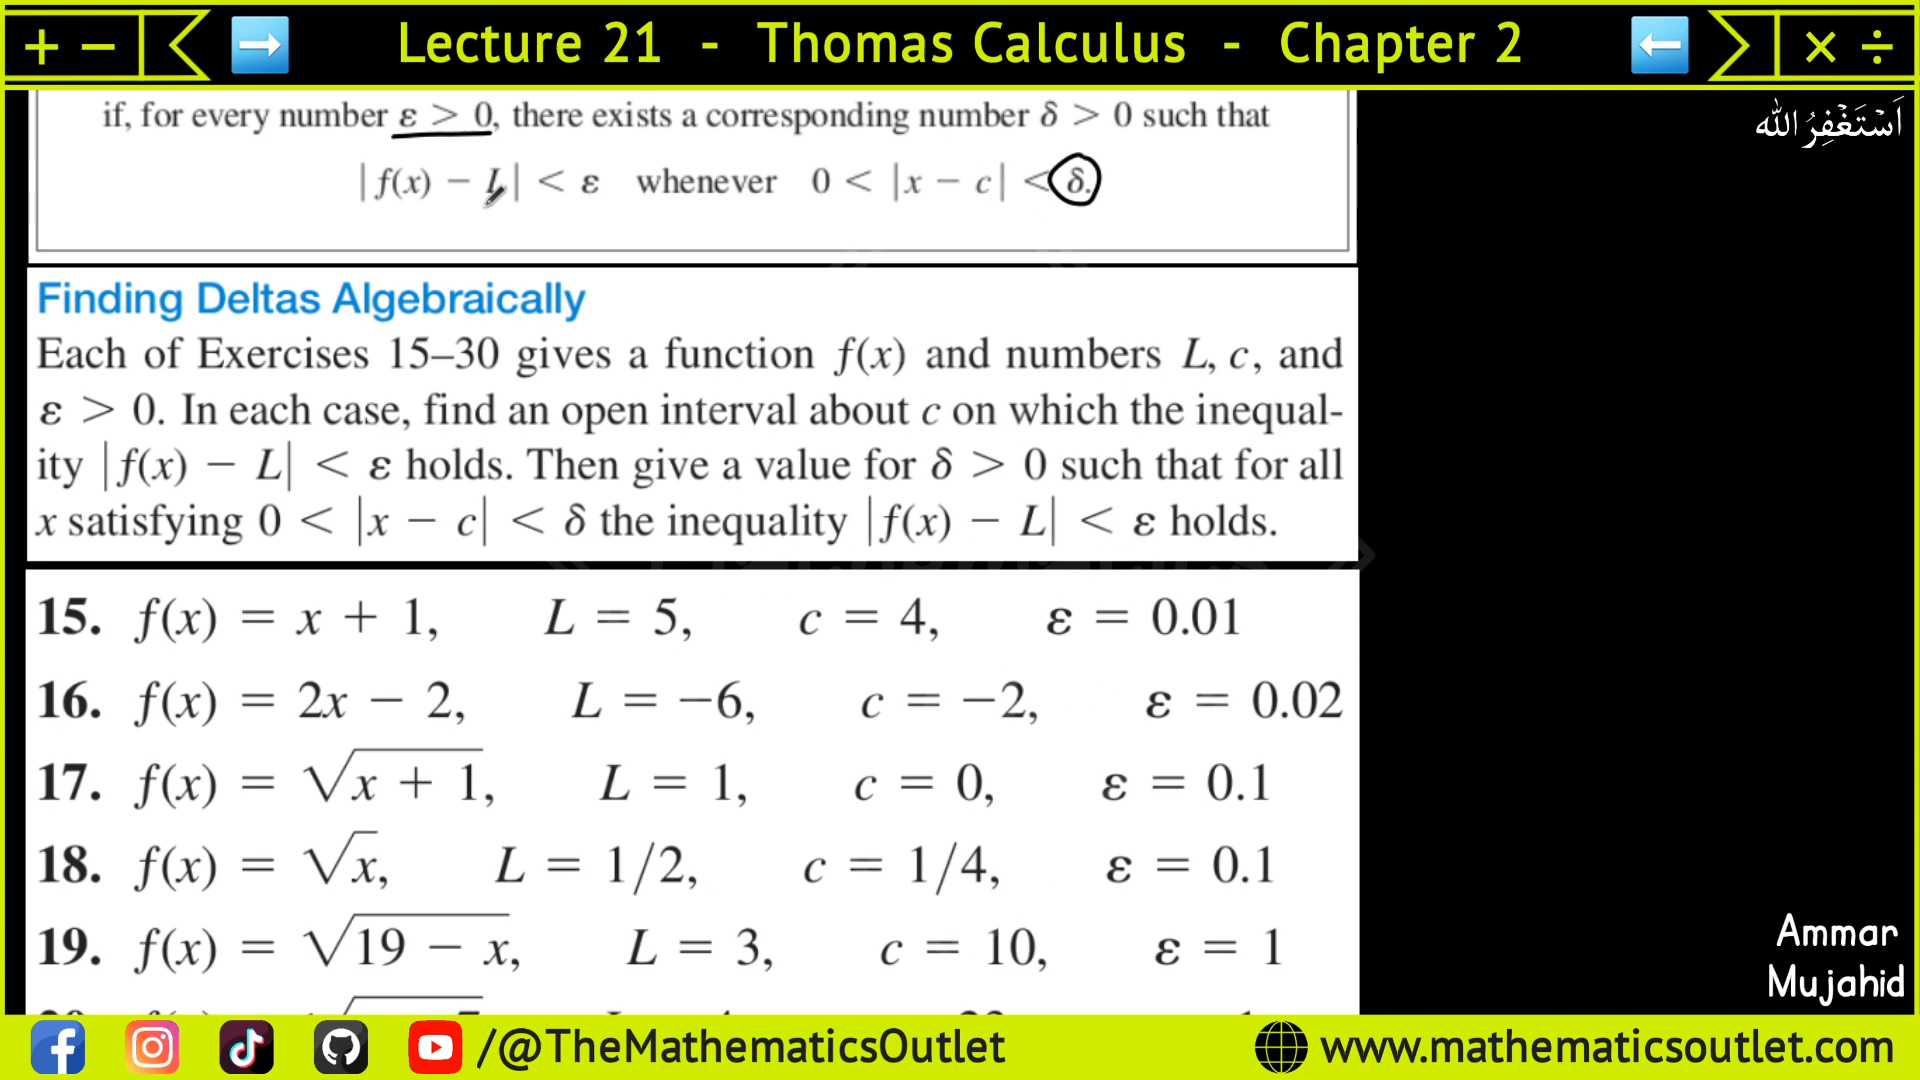 + − Lecture 21 - Thomas Calculus - Chapter 2 × ÷
if, for every number ε > 0, there exists a corresponding number δ > 0 such that
اَسْتَغْفِرُ الله
|f(x) − L| < ε whenever 0 < |x − c| < δ.
Finding Deltas Algebraically
Each of Exercises 15–30 gives a function f(x) and numbers L, c, and
ε > 0. In each case, find an open interval about c on which the inequal-
ity |f(x) − L| < ε holds. Then give a value for δ > 0 such that for all
x satisfying 0 < |x − c| < δ the inequality |f(x) − L| < ε holds.
15. f(x) = x + 1, L = 5, c = 4, ε = 0.01
16. f(x) = 2x − 2, L = −6, c = −2, ε = 0.02
17. f(x) = √(x + 1), L = 1, c = 0, ε = 0.1
18. f(x) = √x, L = 1/2, c = 1/4, ε = 0.1
19. f(x) = √(19 − x), L = 3, c = 10, ε = 1
Ammar
Mujahid
/@TheMathematicsOutlet www.mathematicsoutlet.com